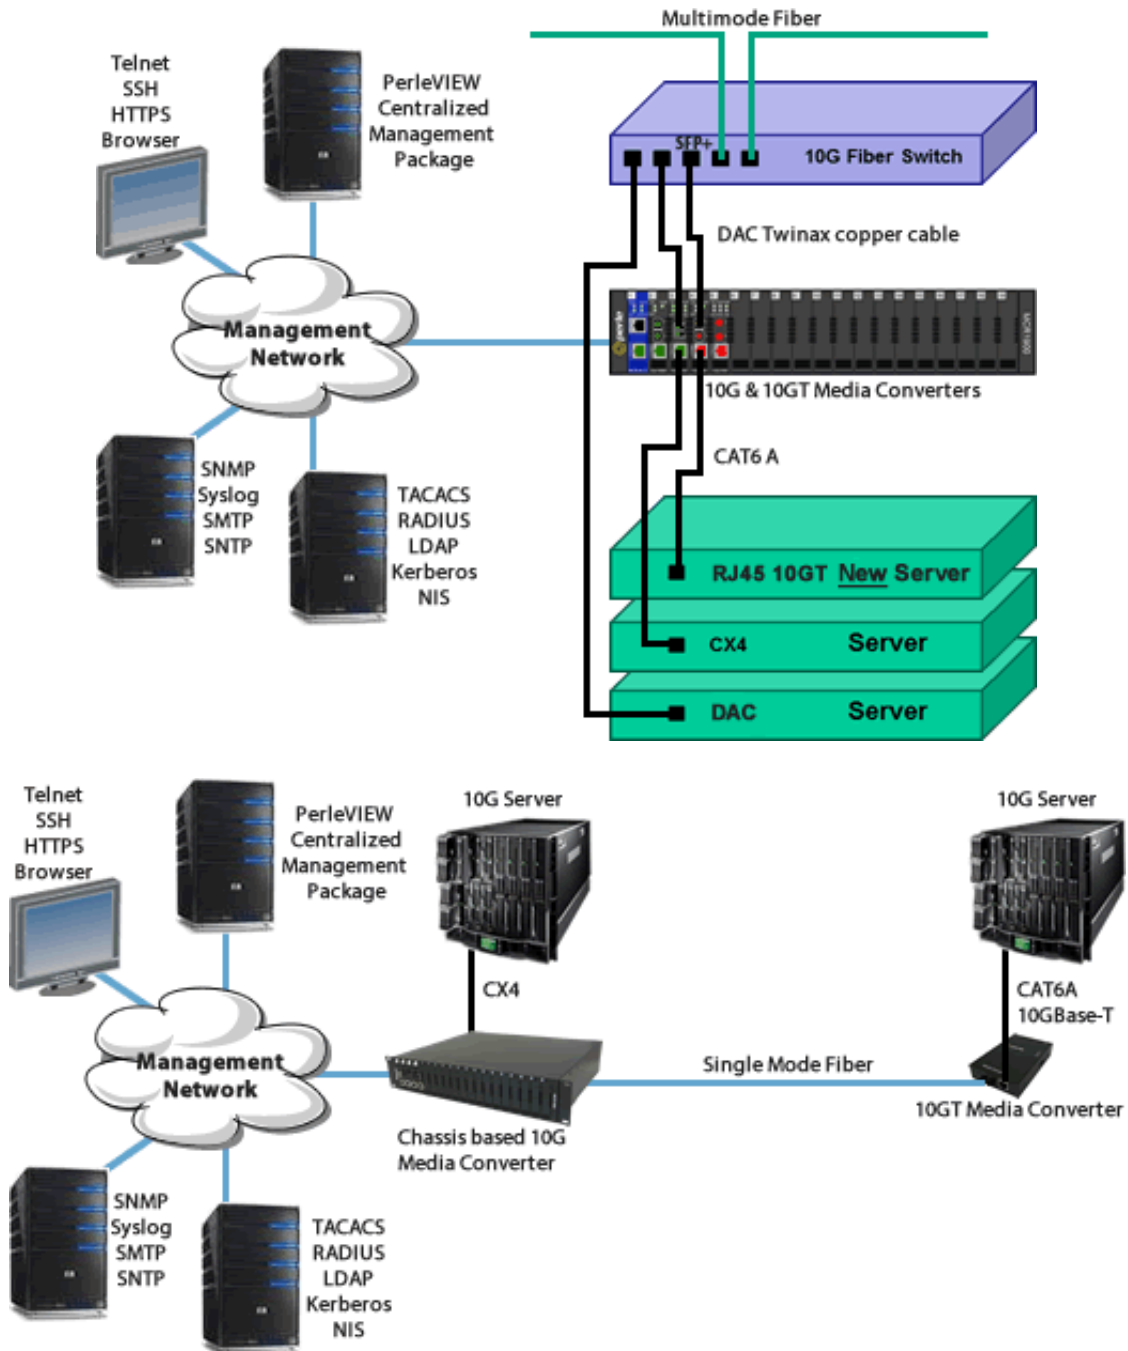 Multimode Fiber
Telnet
SSH
HTTPS
Browser
PerleVIEW
Centralized
Management
Package
SFP+
10G Fiber Switch
DAC Twinax copper cable
Management
Network
perle
MCR1900
10G & 10GT Media Converters
CAT6 A
SNMP
Syslog
SMTP
SNTP
TACACS
RADIUS
LDAP
Kerberos
NIS
RJ45 10GT New Server
CX4 Server
DAC Server
Telnet
SSH
HTTPS
Browser
PerleVIEW
Centralized
Management
Package
10G Server
10G Server
CX4
CAT6A
10GBase-T
Management
Network
Single Mode Fiber
Chassis based 10G
Media Converter
10GT Media Converter
SNMP
Syslog
SMTP
SNTP
TACACS
RADIUS
LDAP
Kerberos
NIS